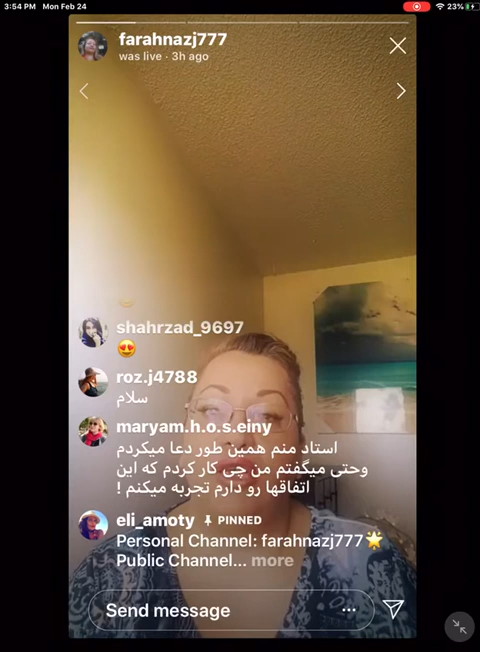 3:54 PM Mon Feb 24
23%
farahnazj777
was live · 3h ago
shahrzad_9697
😍
roz.j4788
سلام
maryam.h.o.s.einy
استاد منم همین طور دعا میکردم
وحتی میگفتم من چی کار کردم که این
اتفاقها رو دارم تجربه میکنم !
eli_amoty PINNED
Personal Channel: farahnazj777🌟
Public Channel... more
Send message